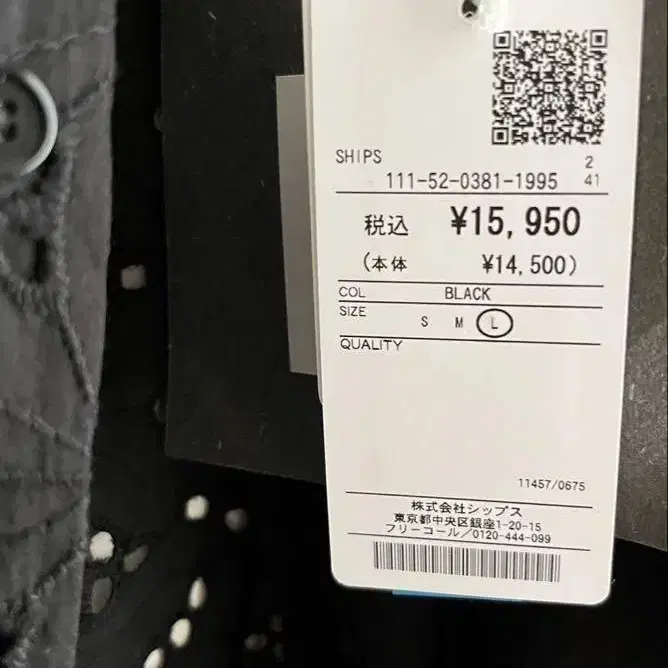 SHIPS 2
111-52-0381-1995 41
税込 ¥15,950
(本体 ¥14,500)
COL BLACK
SIZE
S M L
QUALITY
11457/0675
株式会社シップス
東京都中央区銀座1-20-15
フリーコール/0120-444-099